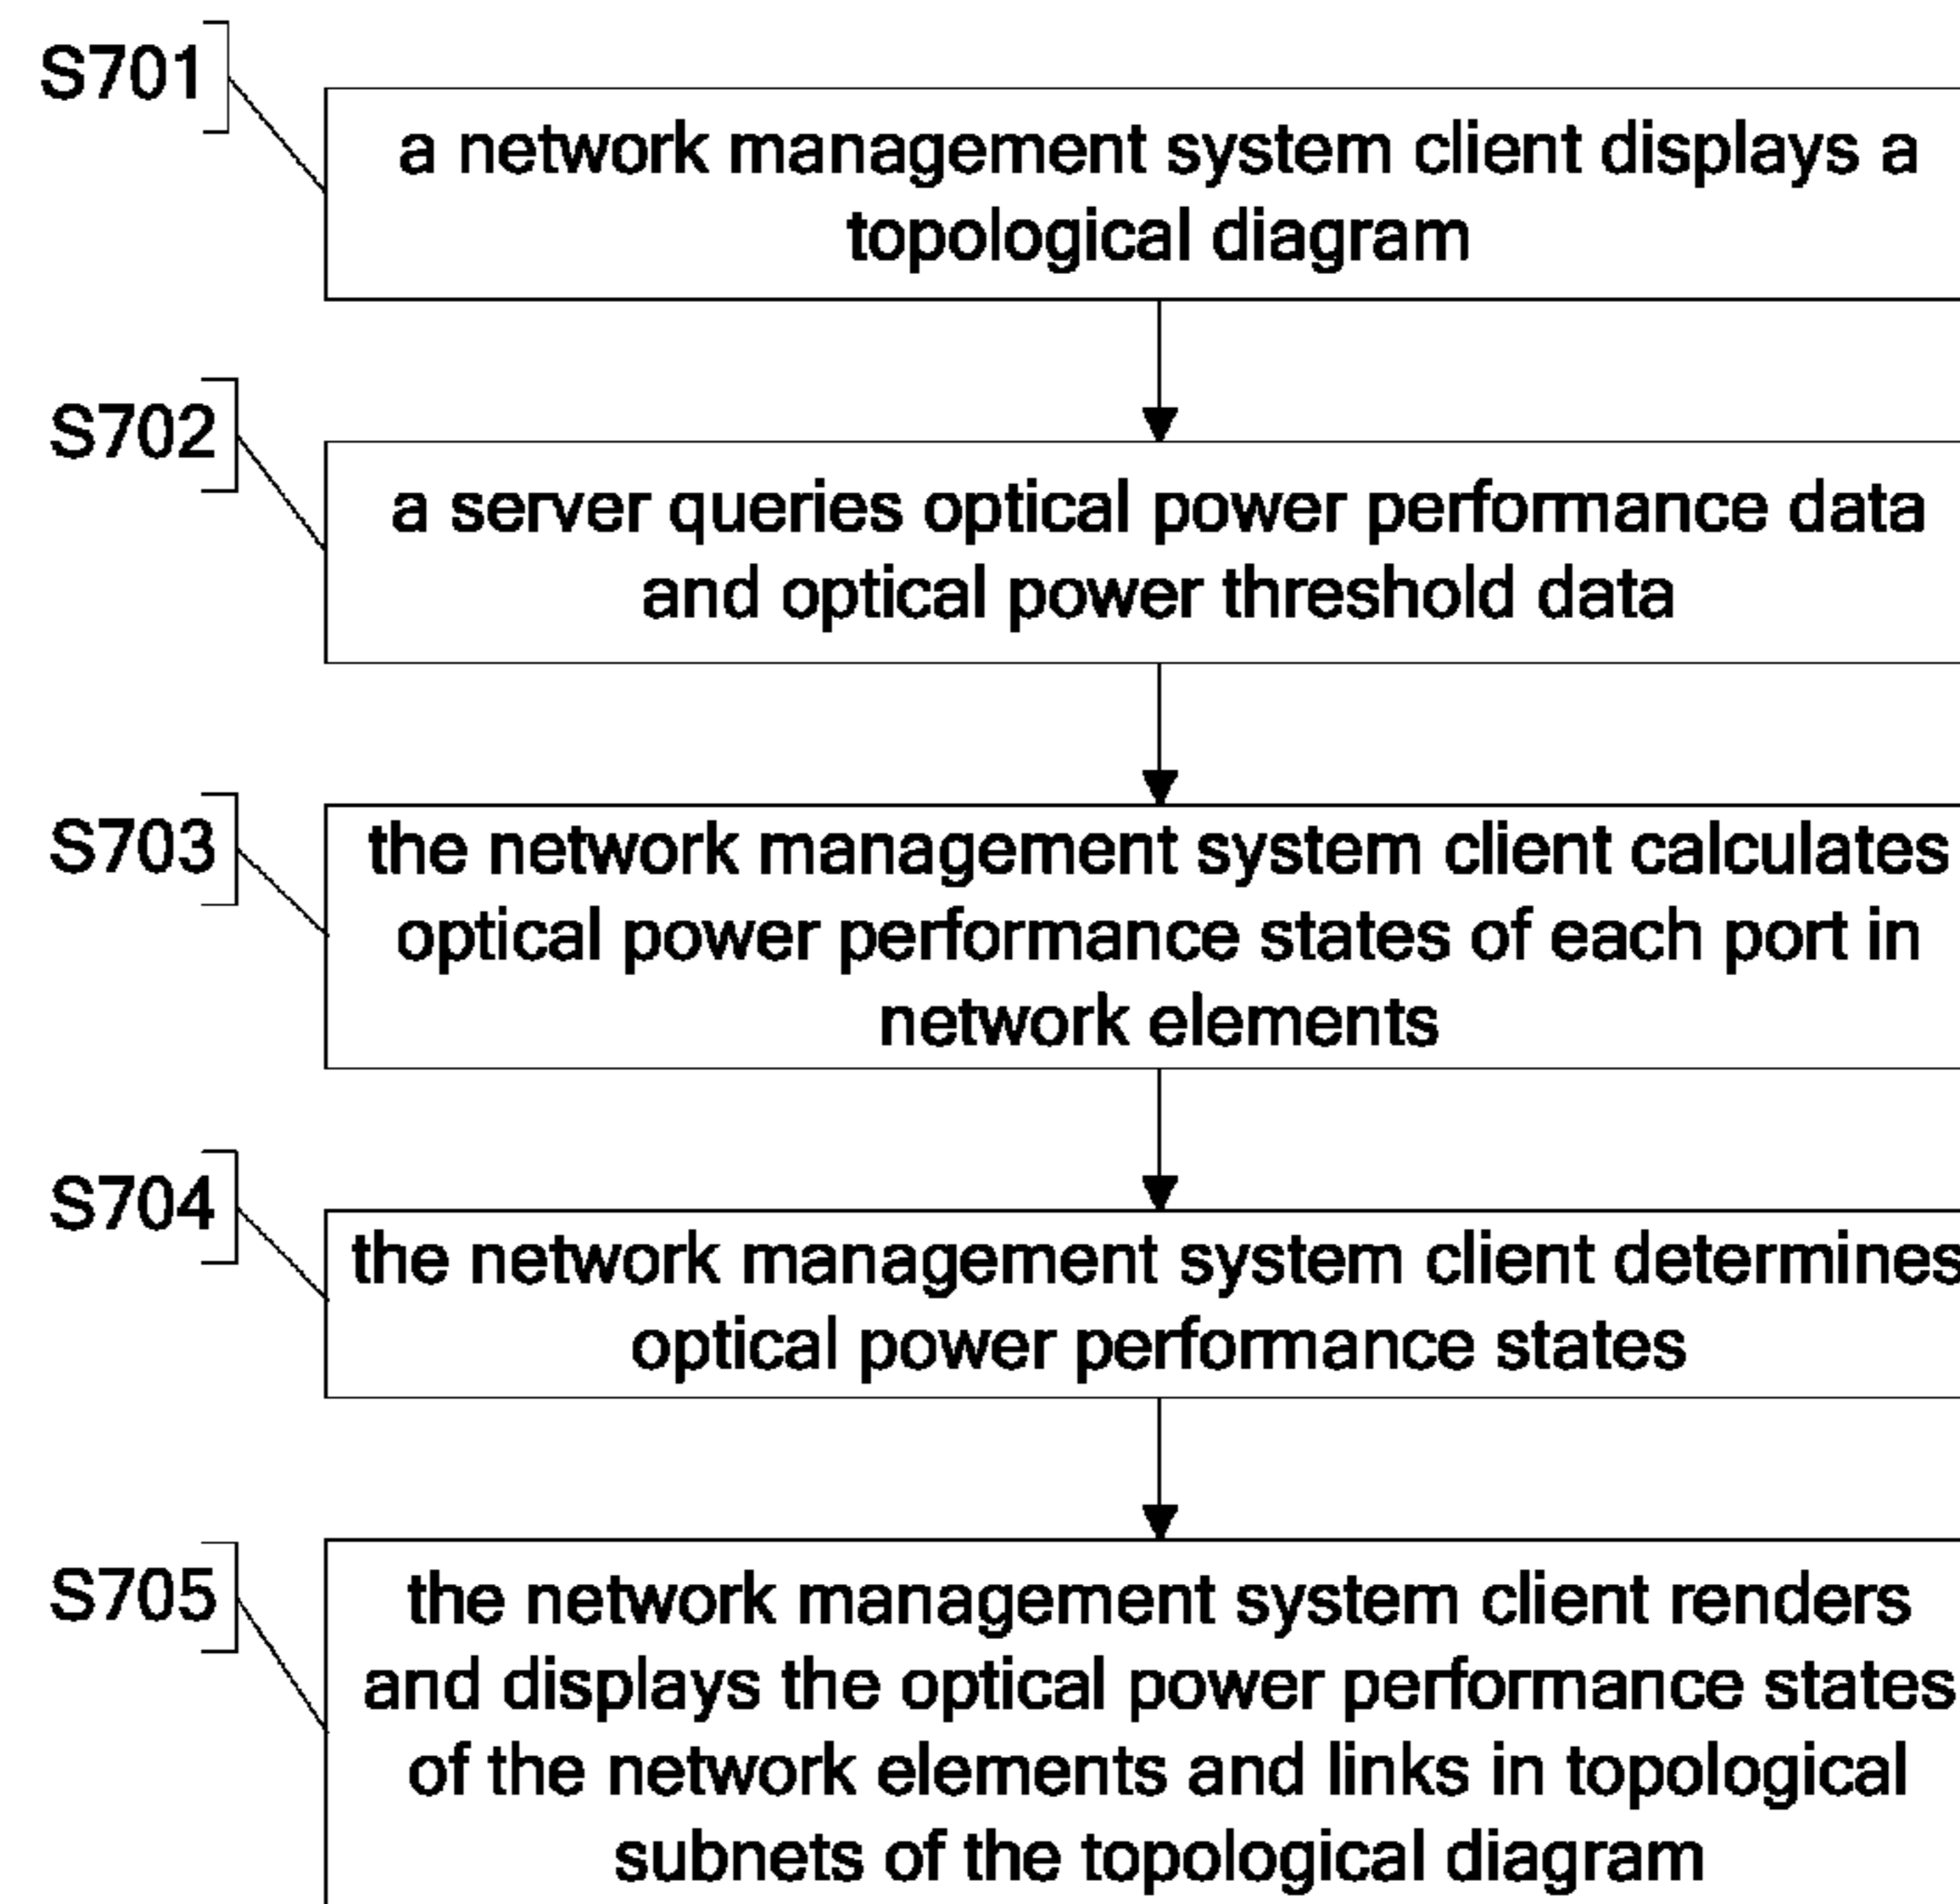 S701
a network management system client displays a
topological diagram
S702
a server queries optical power performance data
and optical power threshold data
S703
the network management system client calculates
optical power performance states of each port in
network elements
S704
the network management system client determines
optical power performance states
S705
the network management system client renders
and displays the optical power performance states
of the network elements and links in topological
subnets of the topological diagram